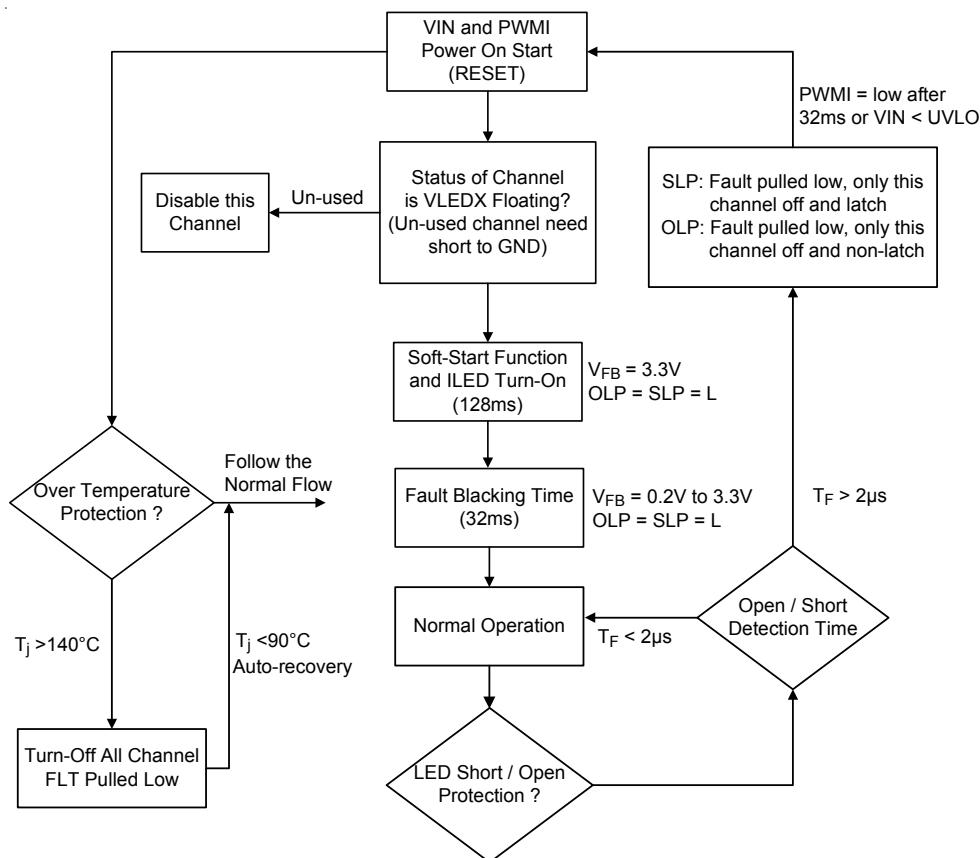 VIN and PWMI
Power On Start
(RESET)
PWMI = low after
32ms or VIN < UVLO
Disable this
Channel
Un-used
Status of Channel
is VLEDX Floating?
(Un-used channel need
short to GND)
SLP: Fault pulled low, only this
channel off and latch
OLP: Fault pulled low, only this
channel off and non-latch
Soft-Start Function
and ILED Turn-On
(128ms)
VFB = 3.3V
OLP = SLP = L
Over Temperature
Protection ?
Follow the
Normal Flow
Fault Blacking Time
(32ms)
VFB = 0.2V to 3.3V
OLP = SLP = L
TF > 2µs
Tj >140°C
Tj <90°C
Auto-recovery
Normal Operation
TF < 2µs
Open / Short
Detection Time
Turn-Off All Channel
FLT Pulled Low
LED Short / Open
Protection ?